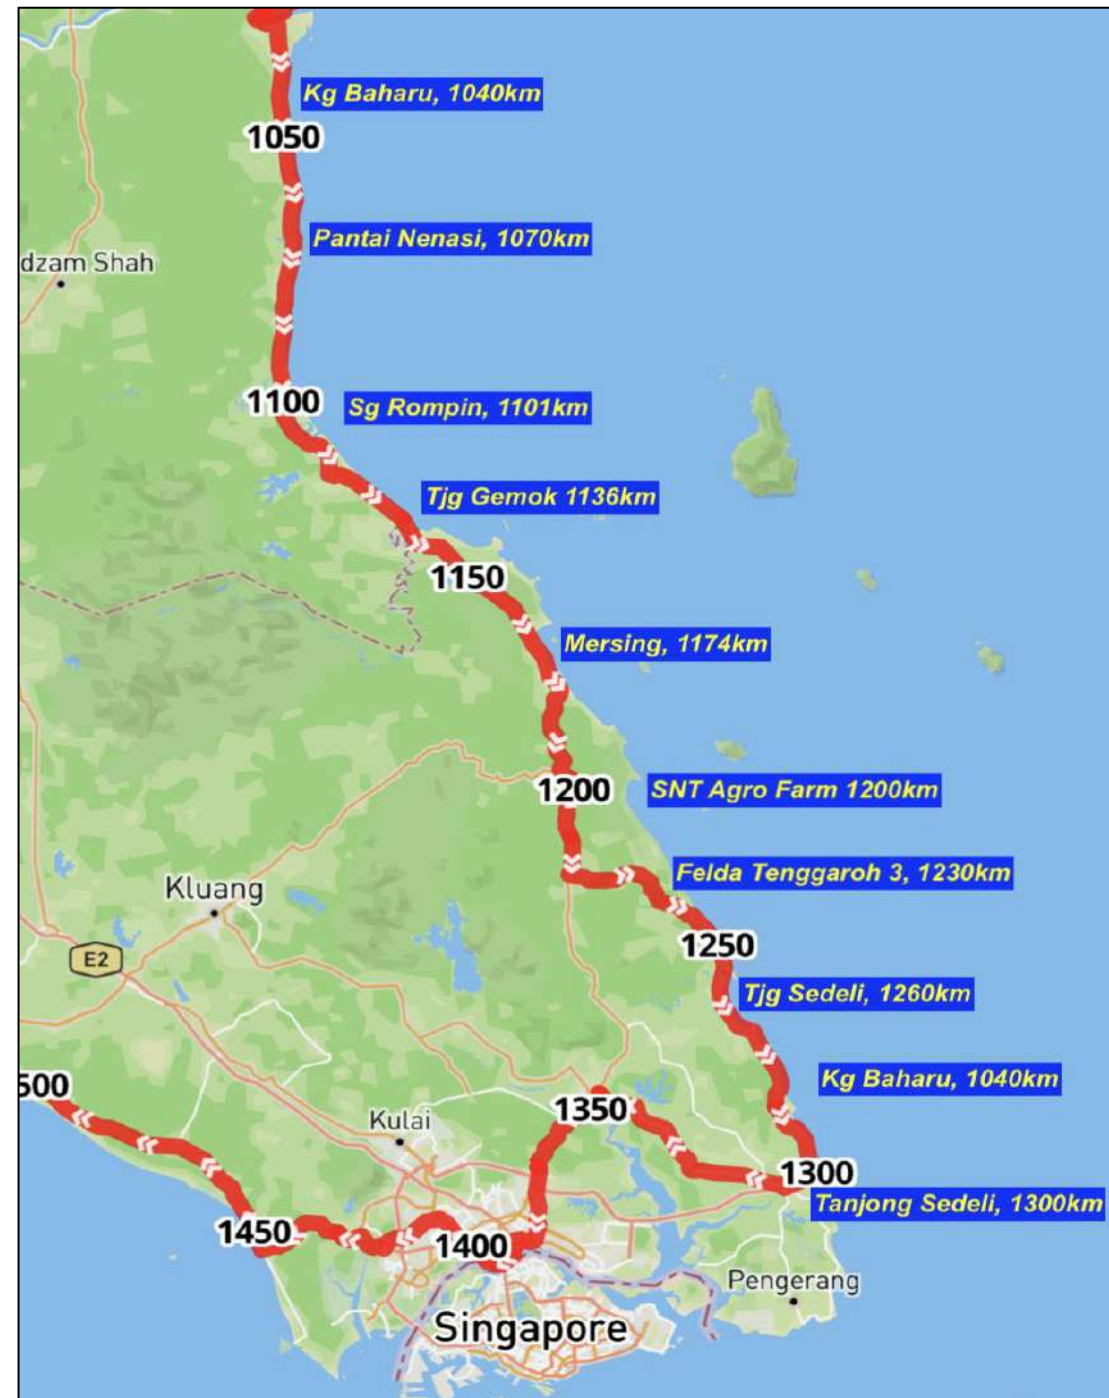 Kg Baharu, 1040km
1050
Pantai Nenasi, 1070km
dzam Shah
1100
Sg Rompin, 1101km
Tjg Gemok 1136km
1150
Mersing, 1174km
1200
SNT Agro Farm 1200km
Felda Tenggaroh 3, 1230km
Kluang
1250
E2
Tjg Sedeli, 1260km
Kg Baharu, 1040km
500
1350
Kulai
1300
Tanjong Sedeli, 1300km
1450
1400
Pengerang
Singapore